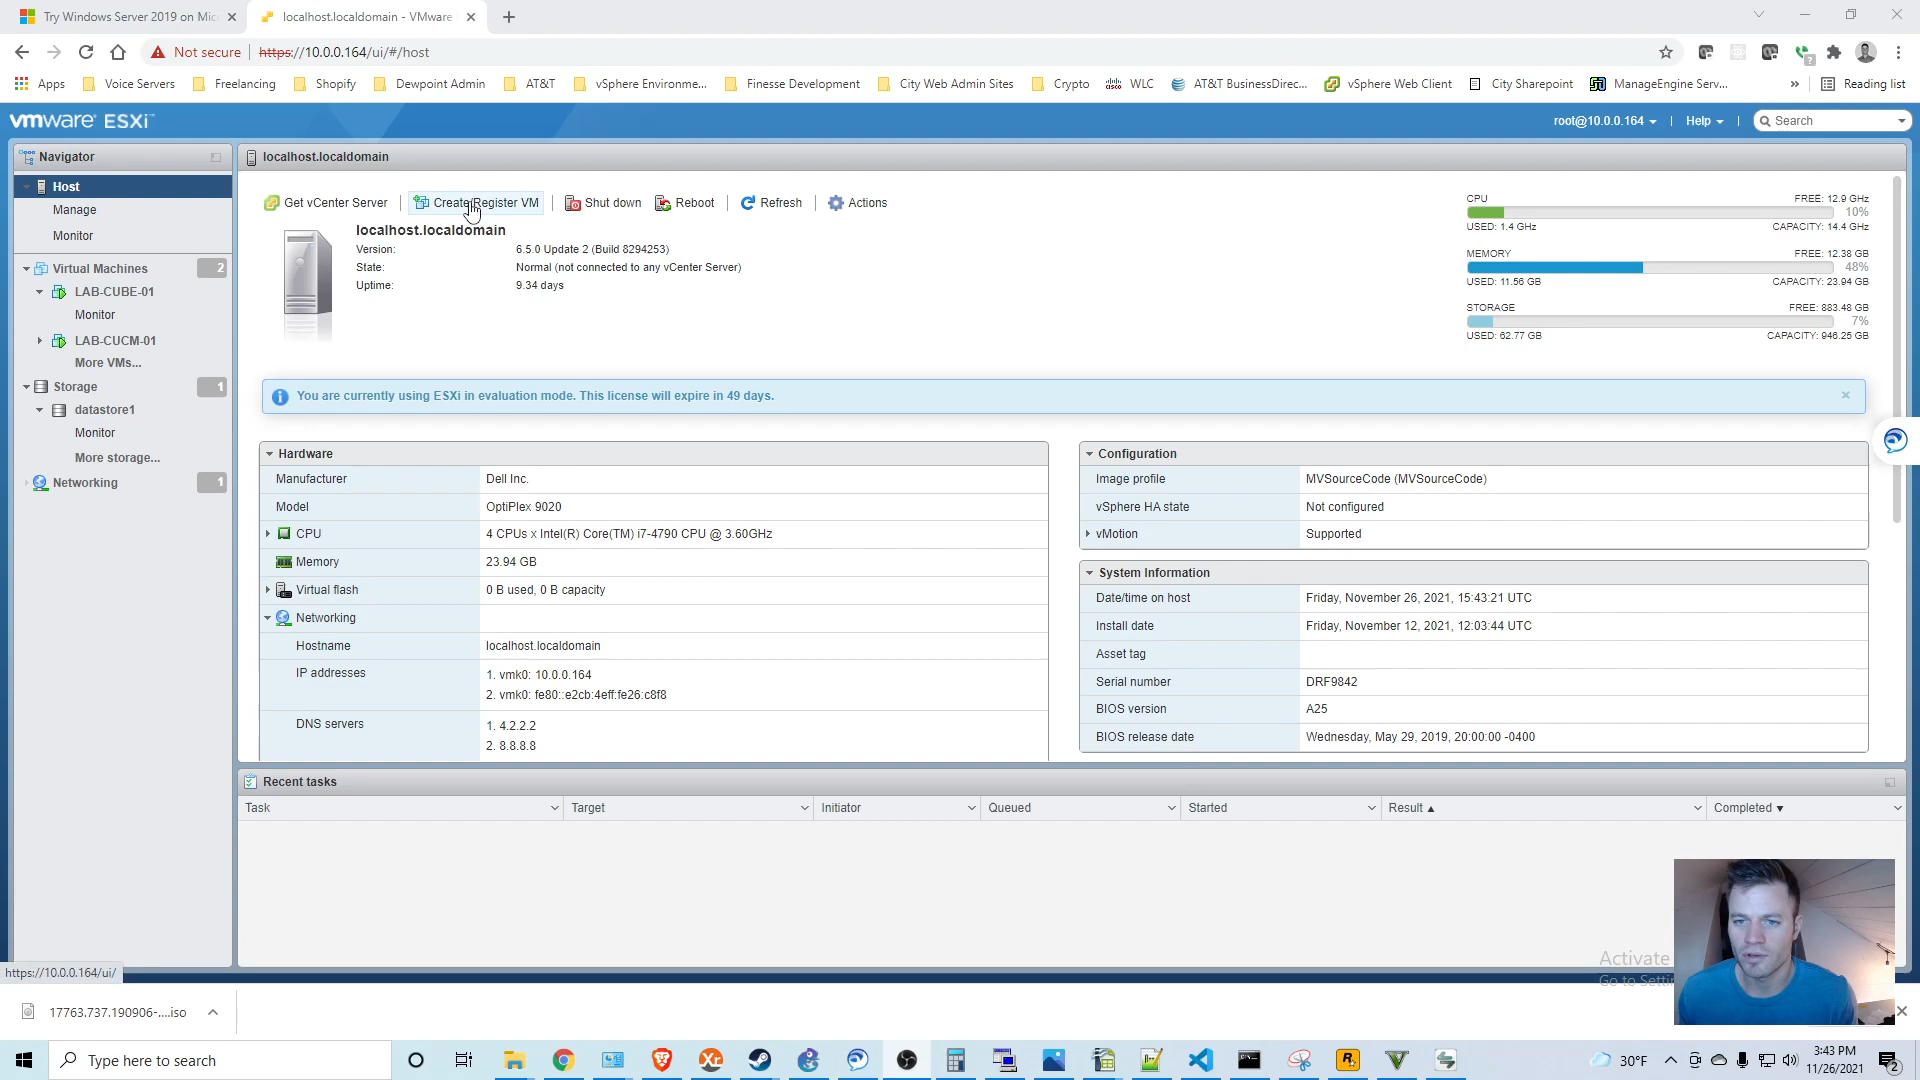 Try Windows Server 2019 on Mic
localhost.localdomain - VMware
Not secure
https://10.0.0.164/ui/#/host
Apps
Voice Servers
Freelancing
Shopify
Dewpoint Admin
AT&T
vSphere Environme...
Finesse Development
City Web Admin Sites
Crypto
WLC
AT&T BusinessDirec...
vSphere Web Client
City Sharepoint
ManageEngine Serv...
»
Reading list
vmware ESXi™
root@10.0.0.164
Help
Search
Navigator
Host
Manage
Monitor
Virtual Machines 2
LAB-CUBE-01
Monitor
LAB-CUCM-01
More VMs...
Storage 1
datastore1
Monitor
More storage...
Networking 1
localhost.localdomain
Get vCenter Server
Create/Register VM
Shut down
Reboot
Refresh
Actions
localhost.localdomain
Version: 6.5.0 Update 2 (Build 8294253)
State: Normal (not connected to any vCenter Server)
Uptime: 9.34 days
CPU FREE: 12.9 GHz
10%
USED: 1.4 GHz CAPACITY: 14.4 GHz
MEMORY FREE: 12.38 GB
48%
USED: 11.56 GB CAPACITY: 23.94 GB
STORAGE FREE: 883.48 GB
7%
USED: 62.77 GB CAPACITY: 946.25 GB
You are currently using ESXi in evaluation mode. This license will expire in 49 days.
Hardware
Manufacturer Dell Inc.
Model OptiPlex 9020
CPU 4 CPUs x Intel(R) Core(TM) i7-4790 CPU @ 3.60GHz
Memory 23.94 GB
Virtual flash 0 B used, 0 B capacity
Networking
Hostname localhost.localdomain
IP addresses 1. vmk0: 10.0.0.164
2. vmk0: fe80::e2cb:4eff:fe26:c8f8
DNS servers 1. 4.2.2.2
2. 8.8.8.8
Configuration
Image profile MVSourceCode (MVSourceCode)
vSphere HA state Not configured
vMotion Supported
System Information
Date/time on host Friday, November 26, 2021, 15:43:21 UTC
Install date Friday, November 12, 2021, 12:03:44 UTC
Asset tag
Serial number DRF9842
BIOS version A25
BIOS release date Wednesday, May 29, 2019, 20:00:00 -0400
Recent tasks
Task Target Initiator Queued Started Result Completed
Activate
Go to Setti
https://10.0.0.164/ui/
17763.737.190906-....iso
Type here to search
30°F
3:43 PM
11/26/2021
2